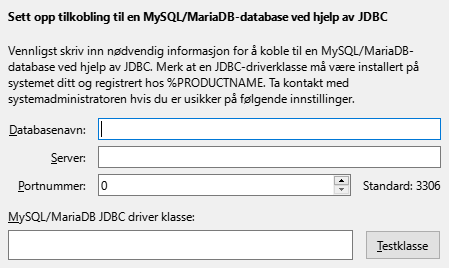 Sett opp tilkobling til en MySQL/MariaDB-database ved hjelp av JDBC
Vennligst skriv inn nødvendig informasjon for å koble til en MySQL/MariaDB-
database ved hjelp av JDBC. Merk at en JDBC-driverklasse må være installert på
systemet ditt og registrert hos %PRODUCTNAME. Ta kontakt med
systemadministratoren hvis du er usikker på følgende innstillinger.
Databasenavn:
Server:
Portnummer: 0 Standard: 3306
MySQL/MariaDB JDBC driver klasse:
Testklasse